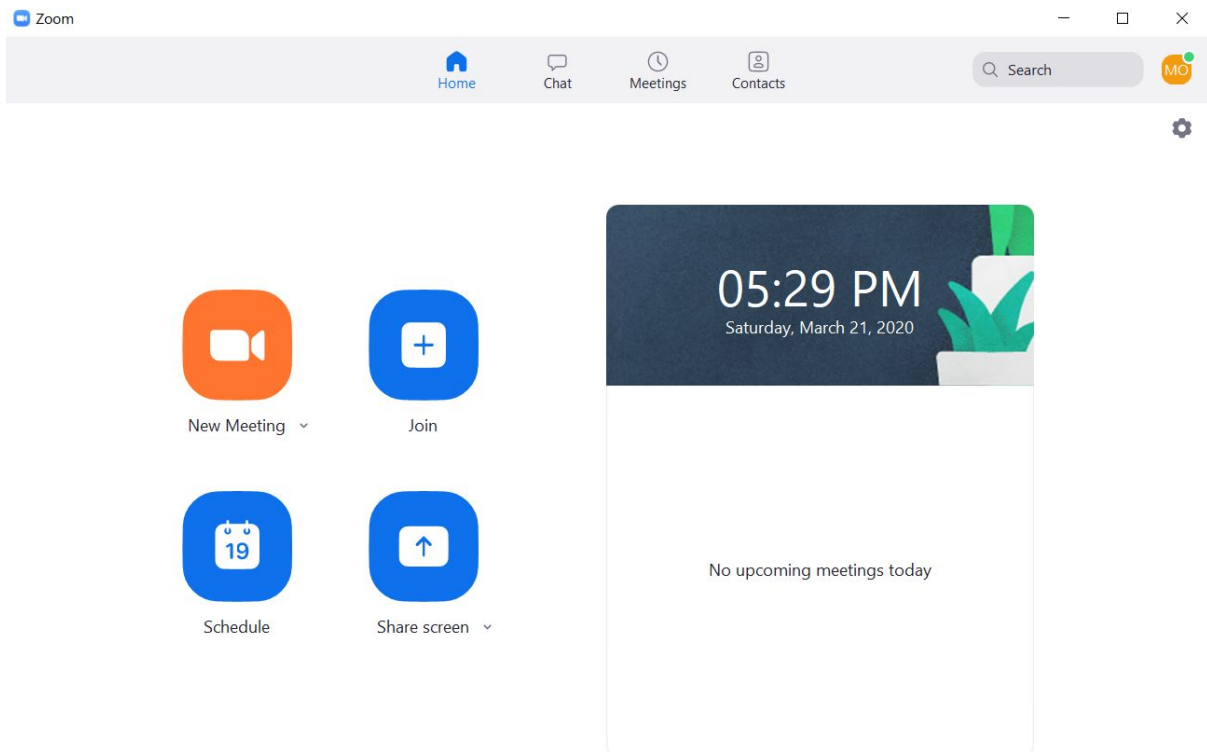 Zoom
Home Chat Meetings Contacts Search MO
05:29 PM
Saturday, March 21, 2020
New Meeting Join
19
Schedule Share screen
No upcoming meetings today